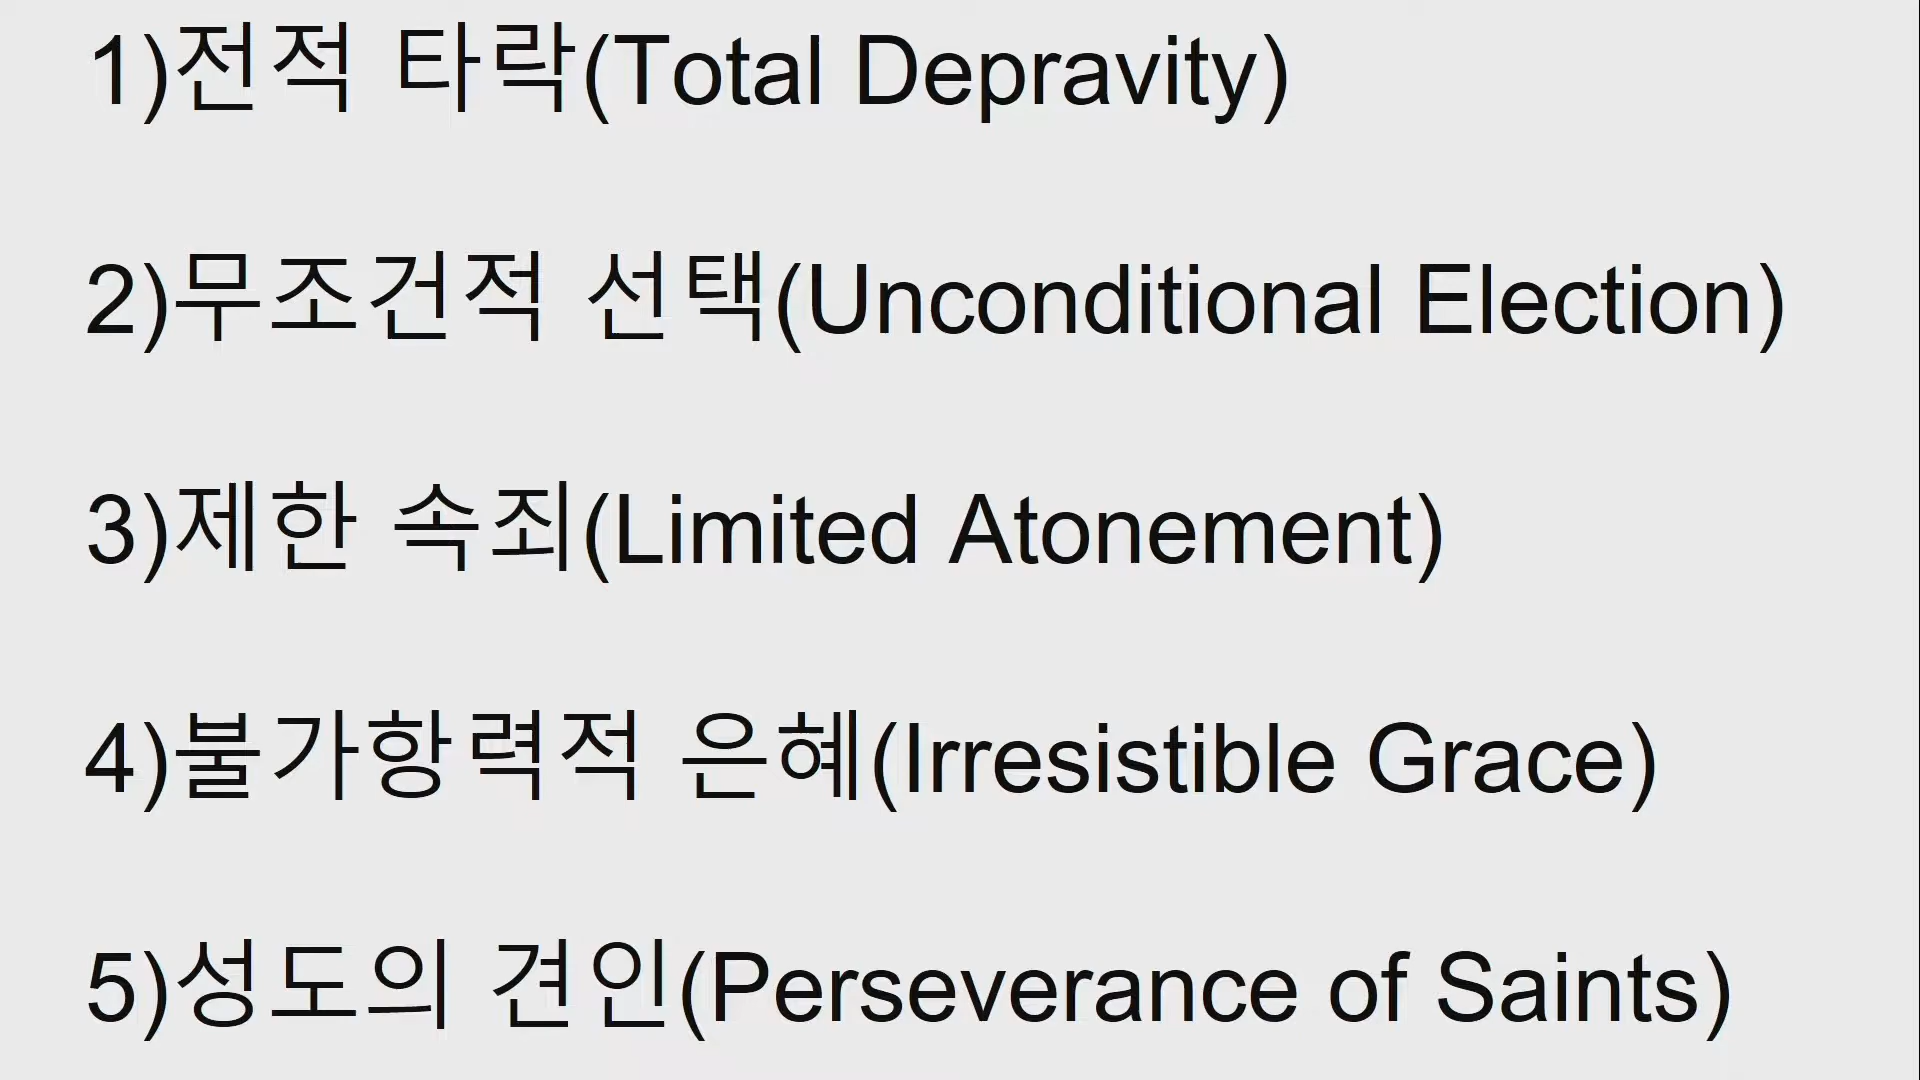 1)전적 타락(Total Depravity)
2)무조건적 선택(Unconditional Election)
3)제한 속죄(Limited Atonement)
4)불가항력적 은혜(Irresistible Grace)
5)성도의 견인(Perseverance of Saints)